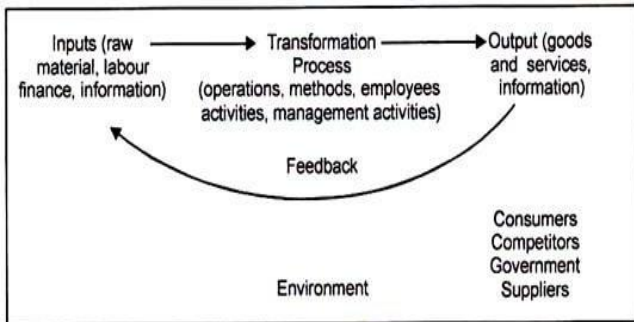 Inputs (raw
material, labour
finance, information)
Transformation
Process
(operations, methods, employees
activities, management activities)
Output (goods
and services,
information)
Feedback
Environment
Consumers
Competitors
Government
Suppliers